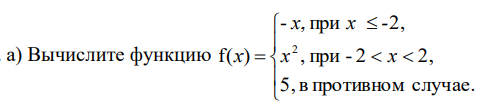 - x, при x ≤ -2,
а) Вычислите функцию f(x) = { x², при - 2 < x < 2,
5, в противном случае.